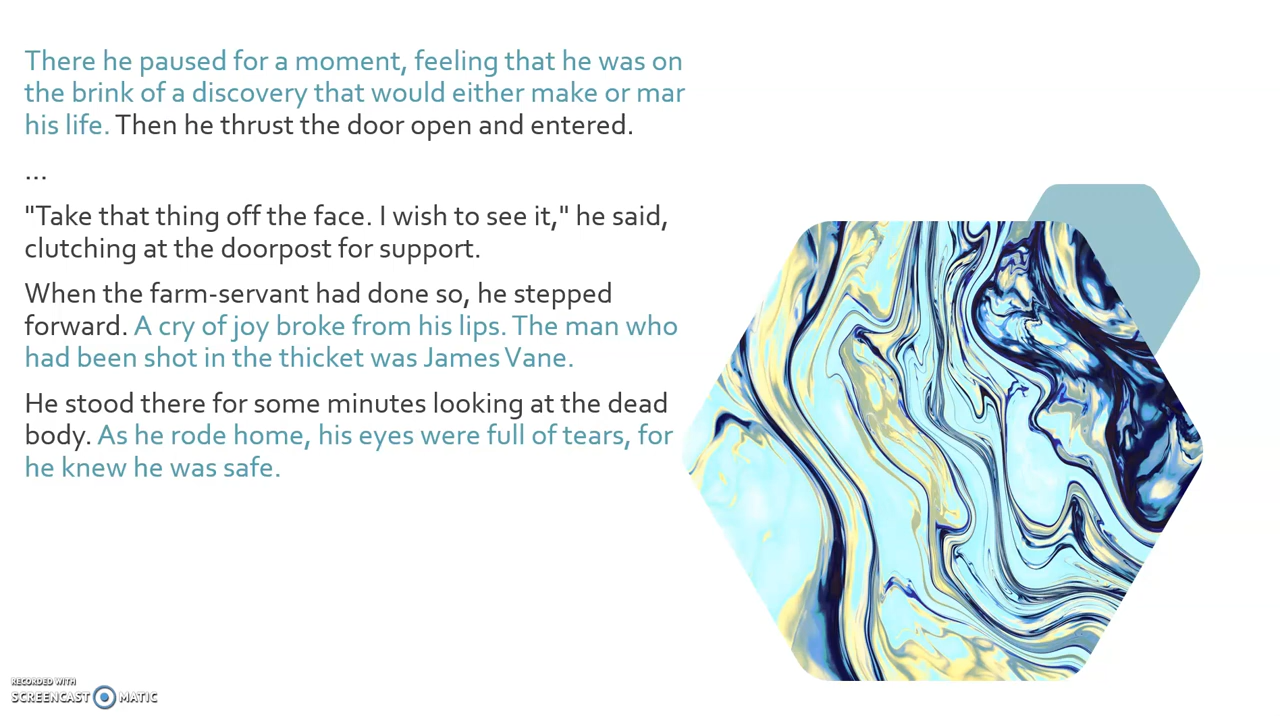 There he paused for a moment, feeling that he was on
the brink of a discovery that would either make or mar
his life. Then he thrust the door open and entered.
...
"Take that thing off the face. I wish to see it," he said,
clutching at the doorpost for support.
When the farm-servant had done so, he stepped
forward. A cry of joy broke from his lips. The man who
had been shot in the thicket was James Vane.
He stood there for some minutes looking at the dead
body. As he rode home, his eyes were full of tears, for
he knew he was safe.
RECORDED WITH
SCREENCAST MATIC